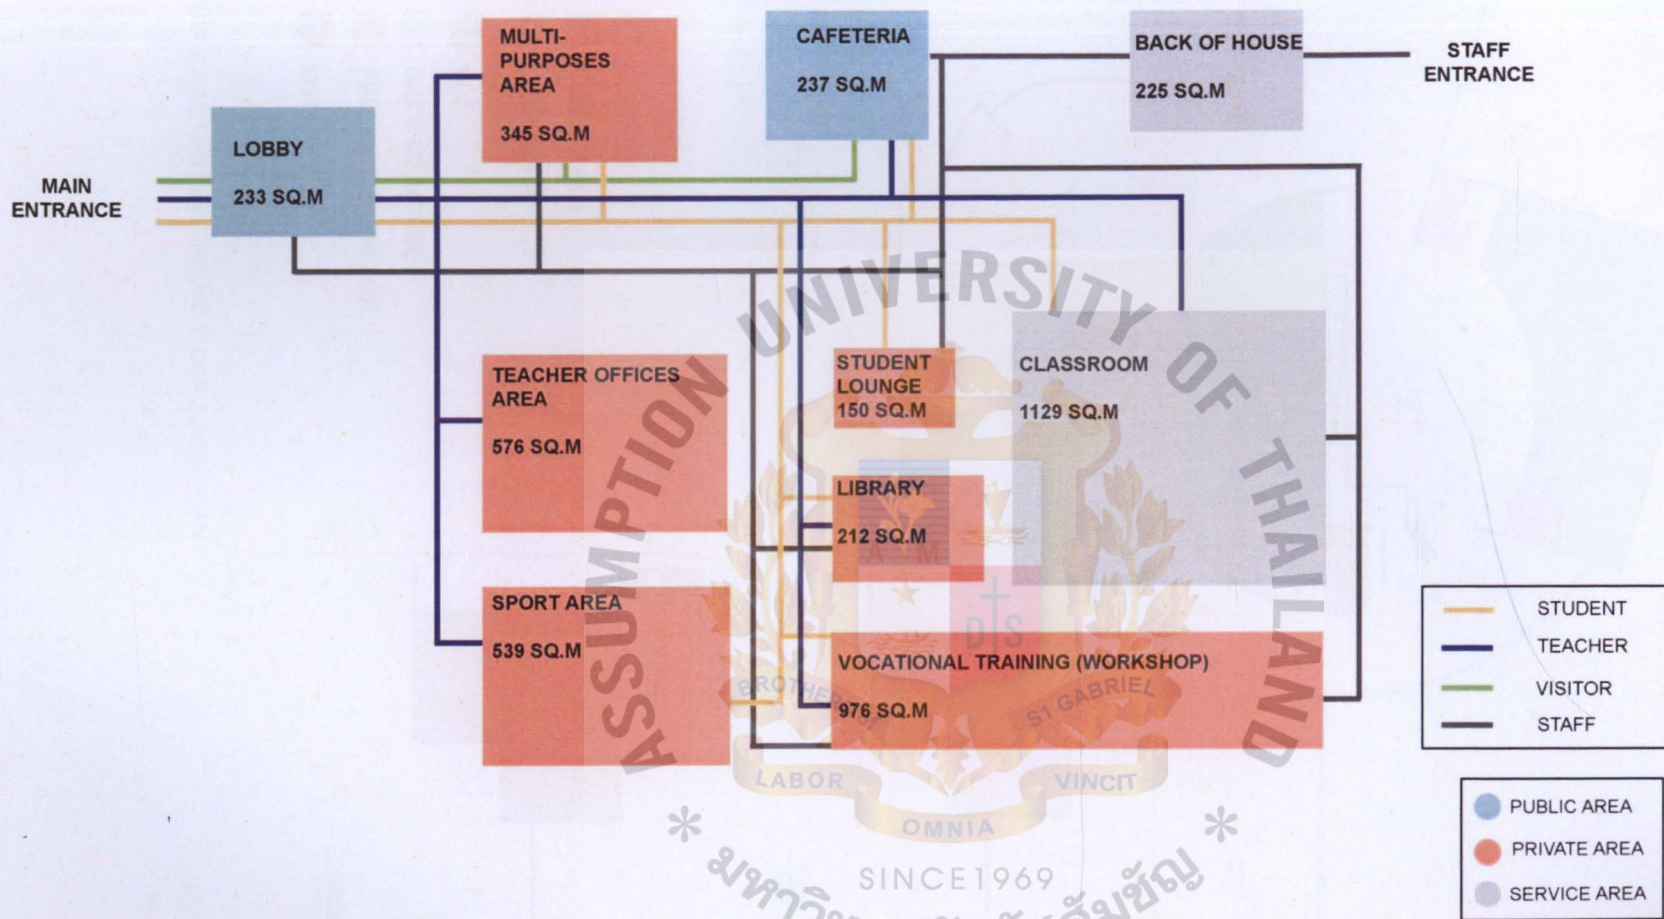 MULTI-
PURPOSES
AREA
345 SQ.M
CAFETERIA
237 SQ.M
BACK OF HOUSE
225 SQ.M
STAFF
ENTRANCE
LOBBY
233 SQ.M
MAIN
ENTRANCE
TEACHER OFFICES
AREA
576 SQ.M
STUDENT
LOUNGE
150 SQ.M
CLASSROOM
1129 SQ.M
LIBRARY
212 SQ.M
SPORT AREA
539 SQ.M
VOCATIONAL TRAINING (WORKSHOP)
976 SQ.M
STUDENT
TEACHER
VISITOR
STAFF
PUBLIC AREA
PRIVATE AREA
SERVICE AREA
ASSUMPTION UNIVERSITY OF THAILAND
A M
D S
BROTHERS OF
S1 GABRIEL
LABOR
OMNIA
VINCIT
SINCE1969